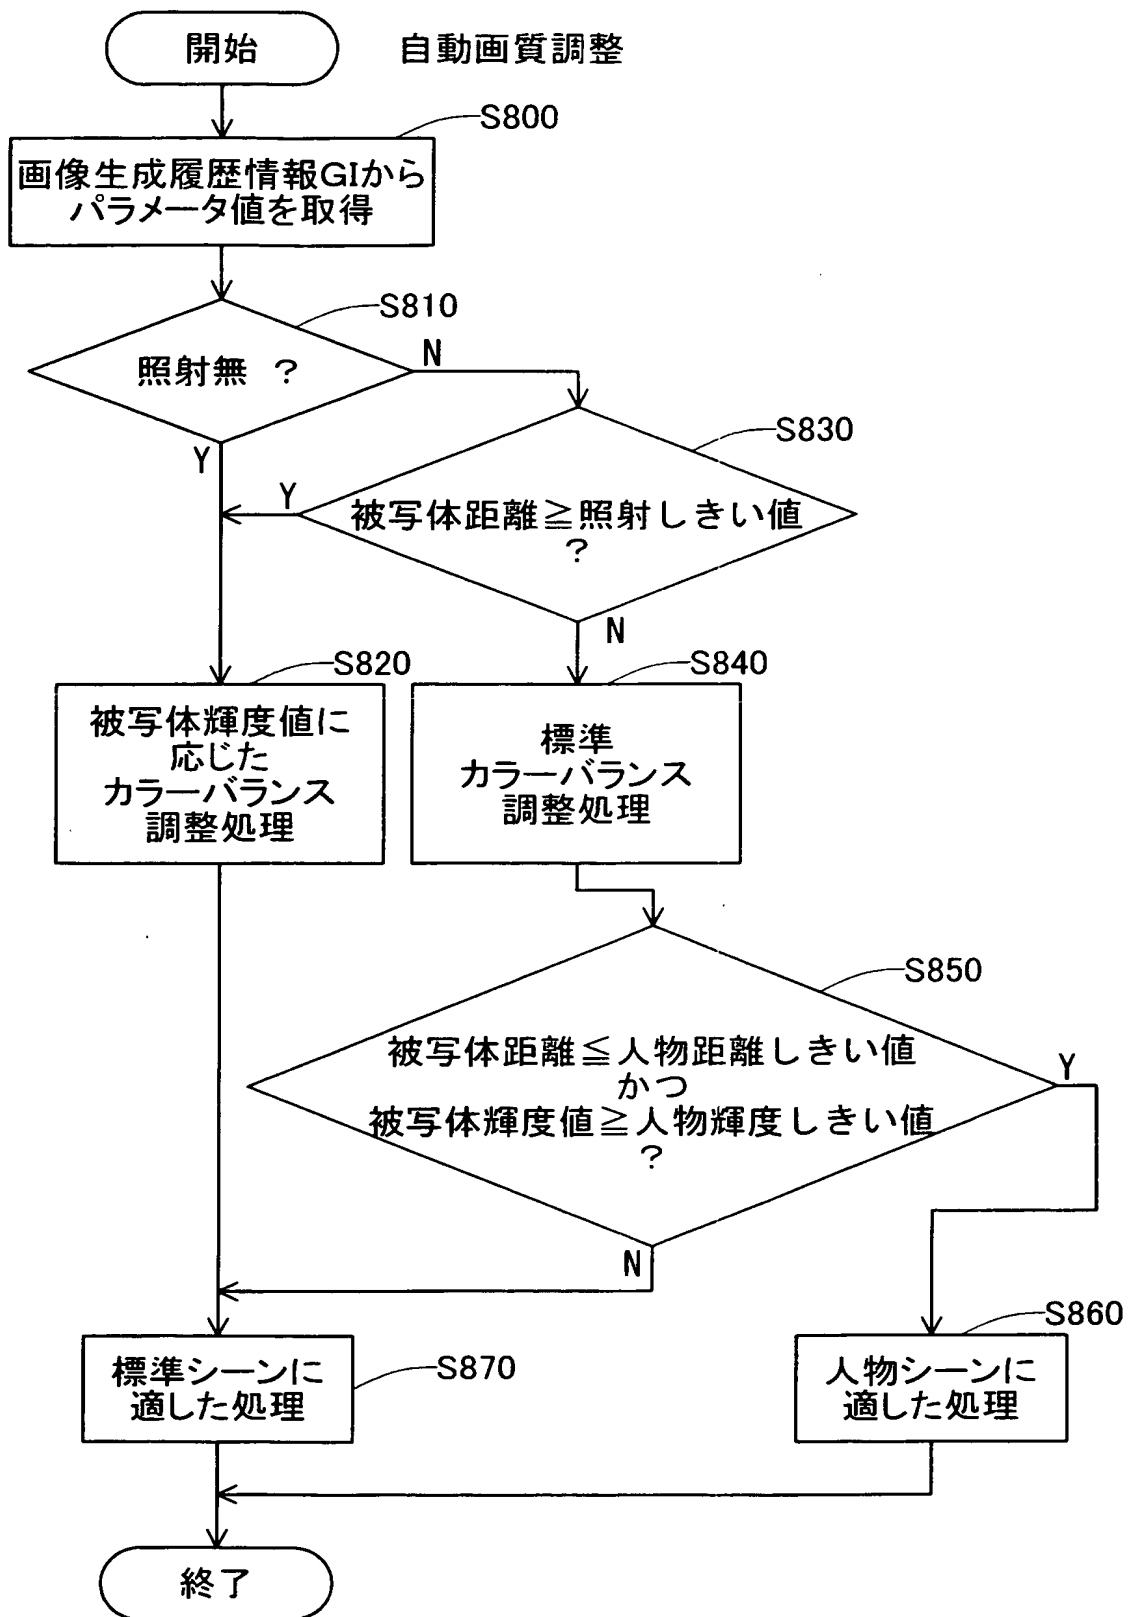 開始
自動画質調整
S800
画像生成履歴情報GIから
パラメータ値を取得
S810
照射無 ?
N
Y
S830
被写体距離≧照射しきい値
?
Y
N
S820
被写体輝度値に
応じた
カラーバランス
調整処理
S840
標準
カラーバランス
調整処理
S850
被写体距離≦人物距離しきい値
かつ
被写体輝度値≧人物輝度しきい値
?
Y
N
S860
人物シーンに
適した処理
S870
標準シーンに
適した処理
終了